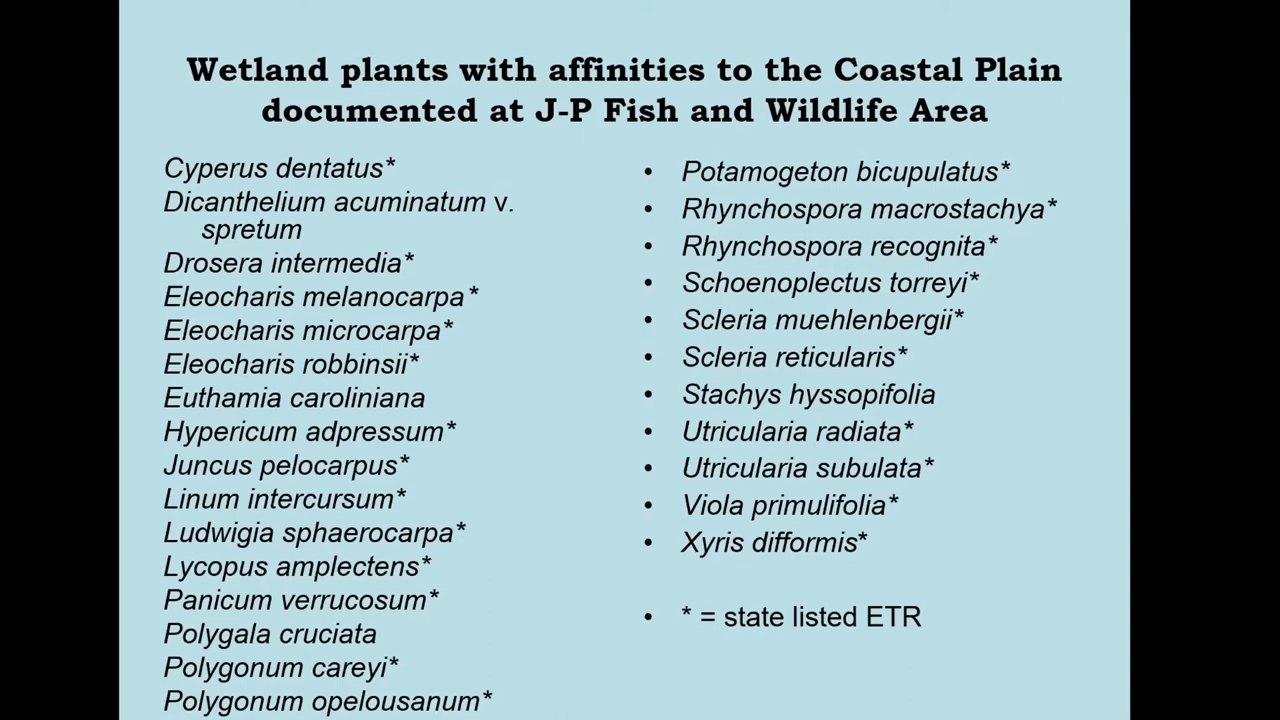 Wetland plants with affinities to the Coastal Plain
documented at J-P Fish and Wildlife Area
Cyperus dentatus*
Dicanthelium acuminatum v.
spretum
Drosera intermedia*
Eleocharis melanocarpa*
Eleocharis microcarpa*
Eleocharis robbinsii*
Euthamia caroliniana
Hypericum adpressum*
Juncus pelocarpus*
Linum intercursum*
Ludwigia sphaerocarpa*
Lycopus amplectens*
Panicum verrucosum*
Polygala cruciata
Polygonum careyi*
Polygonum opelousanum*
• Potamogeton bicupulatus*
• Rhynchospora macrostachya*
• Rhynchospora recognita*
• Schoenoplectus torreyi*
• Scleria muehlenbergii*
• Scleria reticularis*
• Stachys hyssopifolia
• Utricularia radiata*
• Utricularia subulata*
• Viola primulifolia*
• Xyris difformis*
• * = state listed ETR